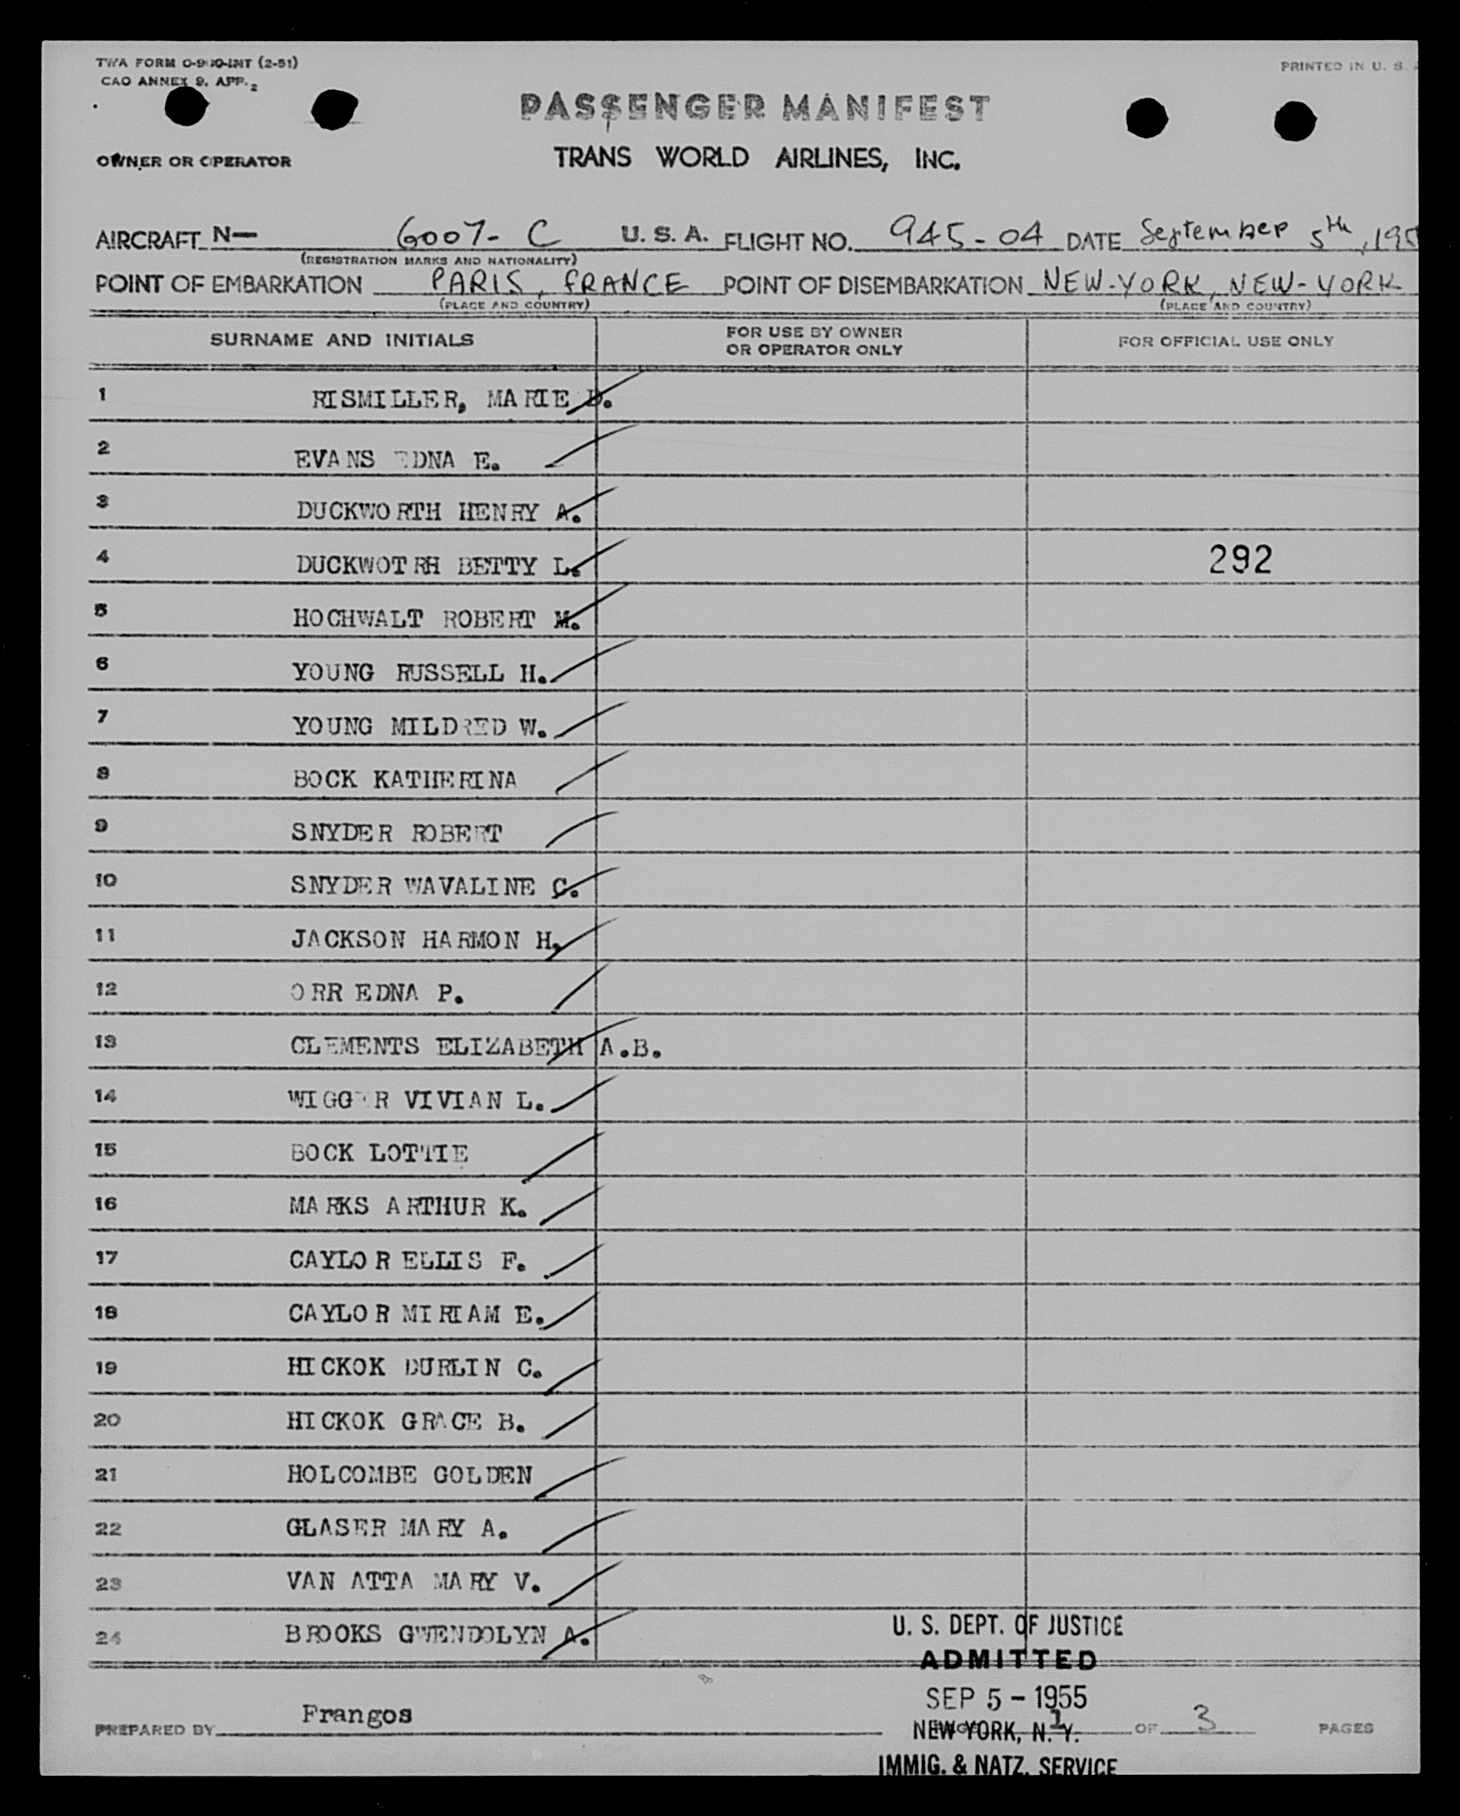 TWA FORM O-900-INT (2-51)
CAO ANNEX 9, APP. 2
PRINTED IN U. S.
PASSENGER MANIFEST
OWNER OR OPERATOR
TRANS WORLD AIRLINES, INC.
AIRCRAFT N— 6007- C U. S. A. FLIGHT NO. 945-04 DATE September 5th, 195
(REGISTRATION MARKS AND NATIONALITY)
POINT OF EMBARKATION PARIS, FRANCE POINT OF DISEMBARKATION NEW-YORK, NEW-YORK
(PLACE AND COUNTRY) (PLACE AND COUNTRY)
SURNAME AND INITIALS
FOR USE BY OWNER
OR OPERATOR ONLY
FOR OFFICIAL USE ONLY
1 RISMILLER, MARIE D.
2 EVANS EDNA E.
3 DUCKWORTH HENRY A.
4 DUCKWOTRH BETTY L. 292
5 HOCHWALT ROBERT M.
6 YOUNG RUSSELL H.
7 YOUNG MILDRED W.
8 BOCK KATHERINA
9 SNYDER ROBERT
10 SNYDER WAVALINE C.
11 JACKSON HARMON H.
12 ORR EDNA P.
13 CLEMENTS ELIZABETH A.B.
14 WIGGER VIVIAN L.
15 BOCK LOTTIE
16 MARKS ARTHUR K.
17 CAYLOR ELLIS F.
18 CAYLOR MIRIAM E.
19 HICKOK DURLIN C.
20 HICKOK GRACE B.
21 HOLCOMBE GOLDEN
22 GLASER MARY A.
23 VAN ATTA MARY V.
24 BROOKS GWENDOLYN A.
U. S. DEPT. OF JUSTICE
ADMITTED
SEP 5 - 1955
NEW YORK, N. Y.
IMMIG. & NATZ. SERVICE
PREPARED BY Frangos PAGE 1 OF 3 PAGES